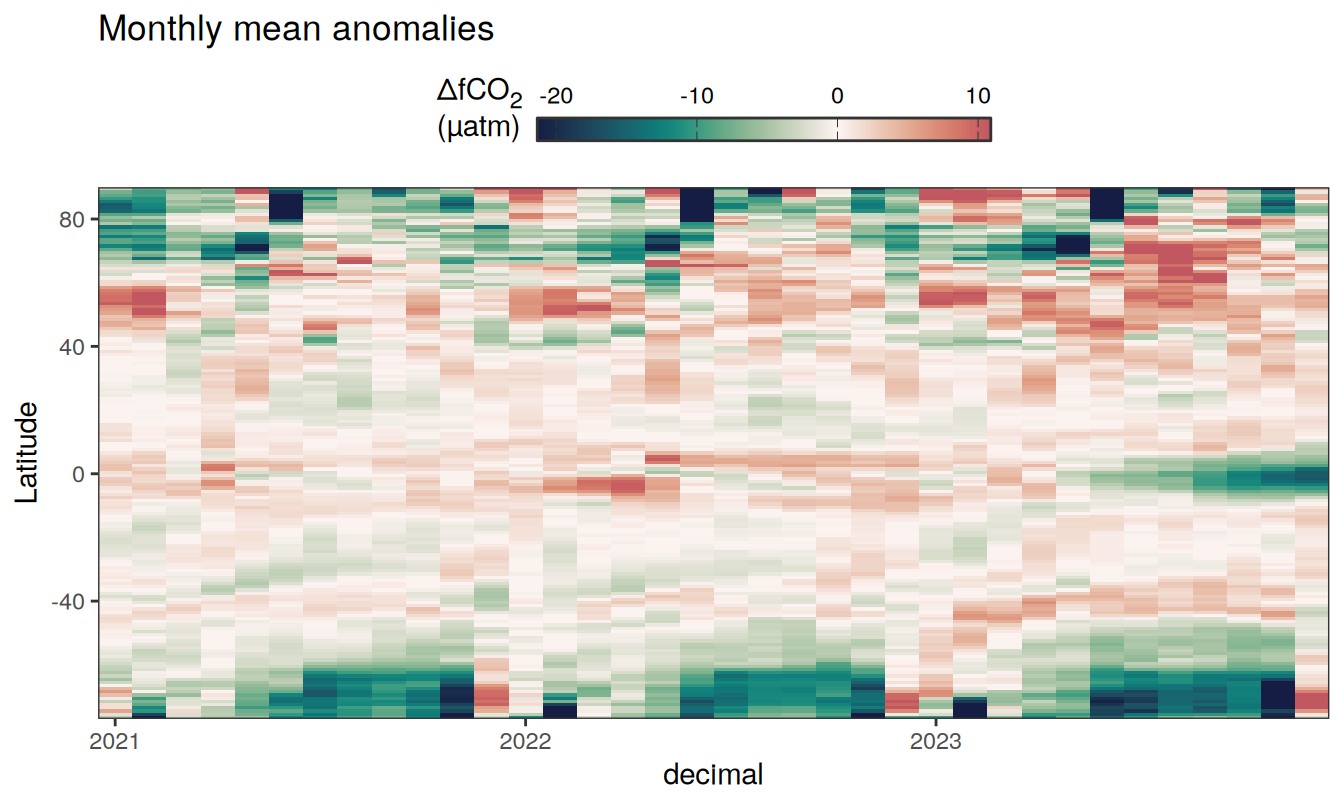 Monthly mean anomalies
ΔfCO₂
(µatm)
-20 -10 0 10
Latitude
80
40
0
-40
2021 2022 2023
decimal